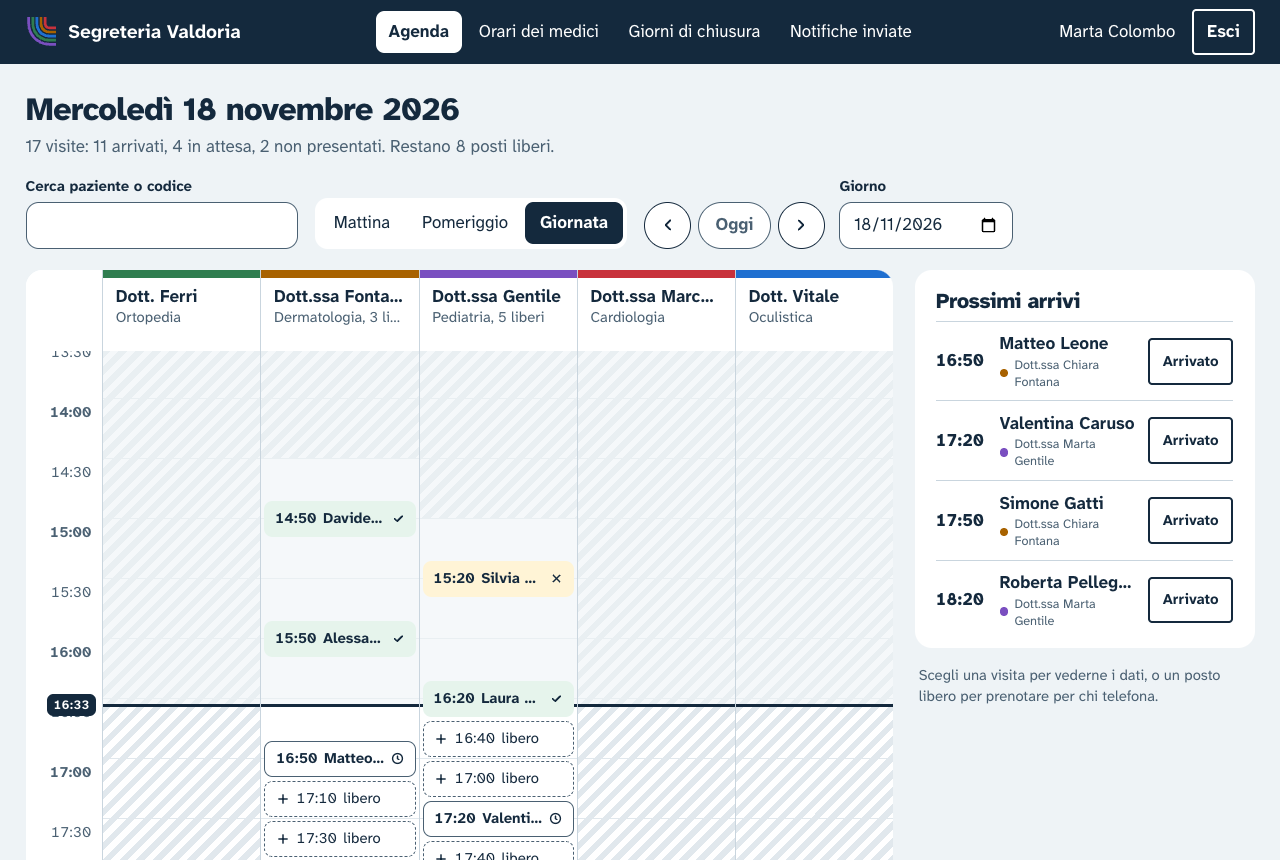 Segreteria Valdoria
Agenda
Orari dei medici
Giorni di chiusura
Notifiche inviate
Marta Colombo
Esci
Mercoledì 18 novembre 2026
17 visite: 11 arrivati, 4 in attesa, 2 non presentati. Restano 8 posti liberi.
Cerca paziente o codice
Mattina
Pomeriggio
Giornata
Oggi
Giorno
18/11/2026
Dott. Ferri
Ortopedia
Dott.ssa Fonta...
Dermatologia, 3 li...
Dott.ssa Gentile
Pediatria, 5 liberi
Dott.ssa Marc...
Cardiologia
Dott. Vitale
Oculistica
13:30
14:00
14:30
15:00
15:30
16:00
16:33
17:00
17:30
14:50 Davide...
15:50 Alessa...
16:50 Matteo...
17:10 libero
17:30 libero
15:20 Silvia ...
16:20 Laura ...
16:40 libero
17:00 libero
17:20 Valenti...
17:40 libero
Prossimi arrivi
16:50
Matteo Leone
Dott.ssa Chiara
Fontana
Arrivato
17:20
Valentina Caruso
Dott.ssa Marta
Gentile
Arrivato
17:50
Simone Gatti
Dott.ssa Chiara
Fontana
Arrivato
18:20
Roberta Pelleg...
Dott.ssa Marta
Gentile
Arrivato
Scegli una visita per vederne i dati, o un posto
libero per prenotare per chi telefona.